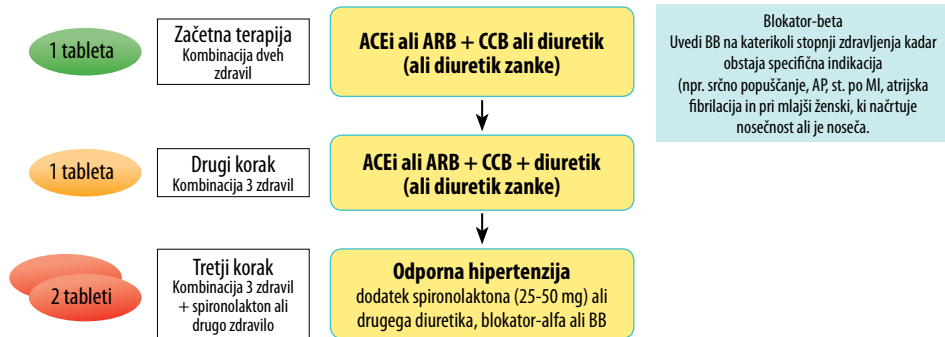 1 tableta
Začetna terapija
Kombinacija dveh
zdravil
ACEi ali ARB + CCB ali diuretik
(ali diuretik zanke)
Blokator-beta
Uvedi BB na katerikoli stopnji zdravljenja kadar
obstaja specifična indikacija
(npr. srčno popuščanje, AP, st. po MI, atrijska
fibrilacija in pri mlajši ženski, ki načrtuje
nosečnost ali je noseča.
1 tableta
Drugi korak
Kombinacija 3 zdravil
ACEi ali ARB + CCB + diuretik
(ali diuretik zanke)
2 tableti
Tretji korak
Kombinacija 3 zdravil
+ spironolakton ali
drugo zdravilo
Odporna hipertenzija
dodatek spironolaktona (25-50 mg) ali
drugega diuretika, blokator-alfa ali BB